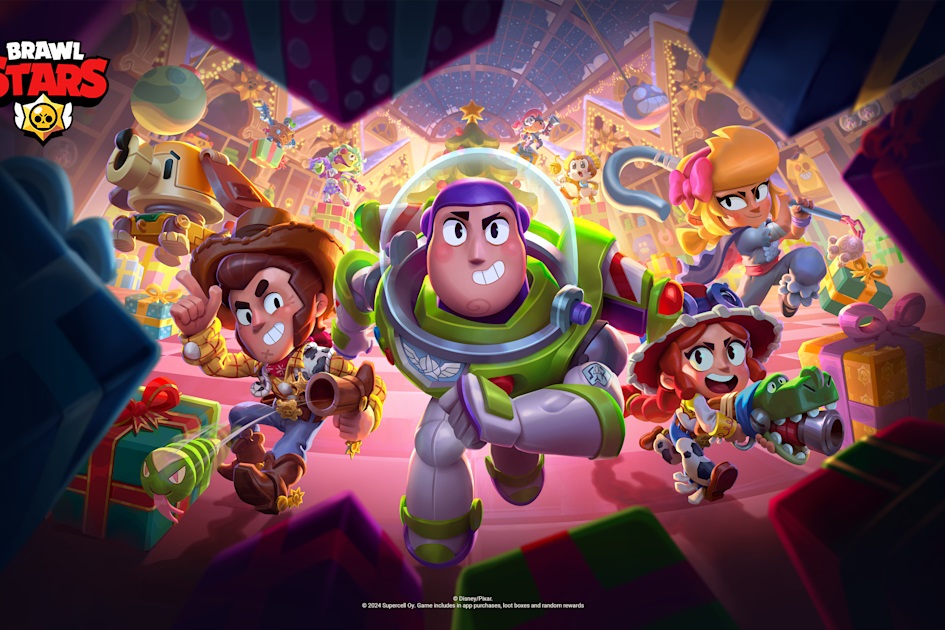 BRAWL
STARS
© Disney/Pixar.
© 2024 Supercell Oy. Game includes in app purchases, loot boxes and random rewards